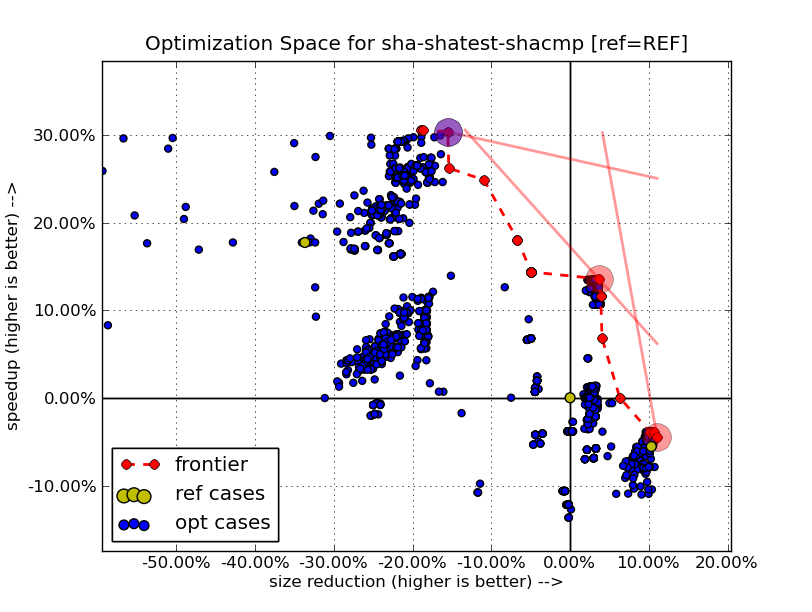 Optimization Space for sha-shatest-shacmp [ref=REF]
speedup (higher is better) -->
30.00%
20.00%
10.00%
0.00%
-10.00%
frontier
ref cases
opt cases
-50.00% -40.00% -30.00% -20.00% -10.00% 0.00% 10.00% 20.00%
size reduction (higher is better) -->